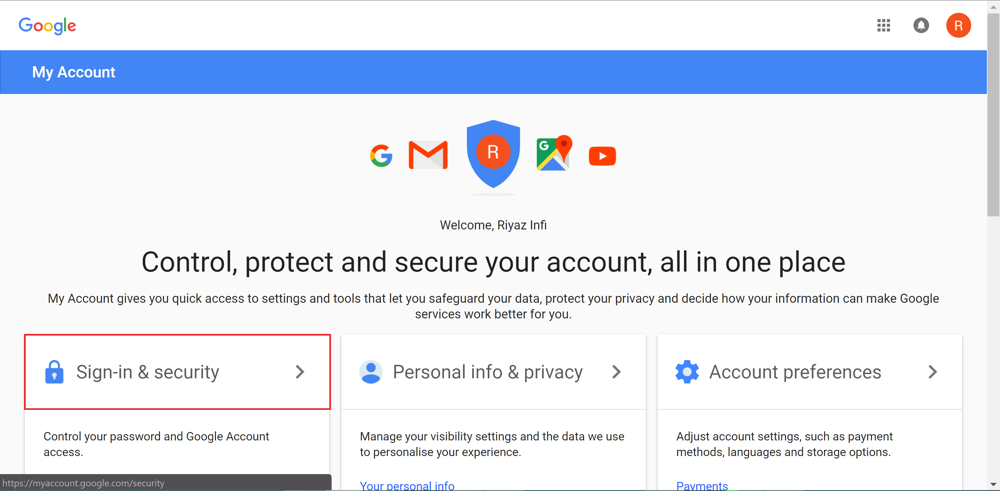 Google
R
My Account
G
R
G
Welcome, Riyaz Infi
Control, protect and secure your account, all in one place
My Account gives you quick access to settings and tools that let you safeguard your data, protect your privacy and decide how your information can make Google
services work better for you.
Sign-in & security
Personal info & privacy
Account preferences
Control your password and Google Account
access.
Manage your visibility settings and the data we use
to personalise your experience.
Adjust account settings, such as payment
methods, languages and storage options.
Your personal info
Payments
https://myaccount.google.com/security